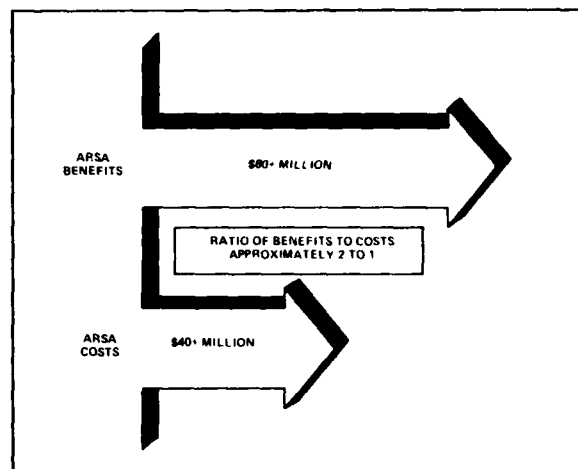 ARSA
BENEFITS
$80+ MILLION
RATIO OF BENEFITS TO COSTS
APPROXIMATELY 2 TO 1
ARSA
COSTS
$40+ MILLION